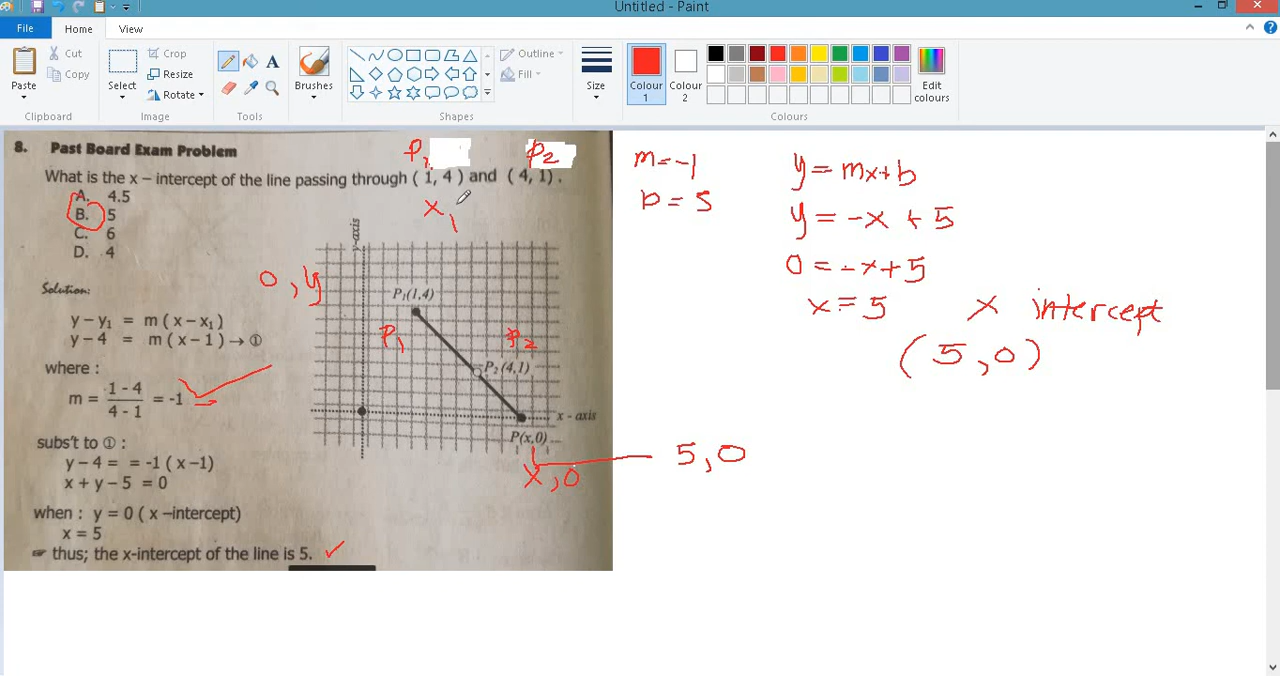 Untitled - Paint
File
Home
View
Paste
Cut
Copy
Clipboard
Select
Crop
Resize
Rotate
Image
A
Tools
Brushes
Shapes
Outline
Fill
Size
Colour 1
Colour 2
Edit colours
Colours
8. Past Board Exam Problem
P1
P2
What is the x – intercept of the line passing through ( 1, 4 ) and ( 4, 1) .
A. 4.5
B. 5
C. 6
D. 4
x1
y-axis
0, y
P1(1,4)
P1
P2
P2(4,1)
x - axis
P(x,0)
x, 0
5, 0
Solution:
y – y1 = m ( x – x1 )
y – 4 = m ( x – 1 ) → ①
where :
m = 1 - 4 / 4 - 1 = -1
subs't to ① :
y – 4 = = -1 ( x –1)
x + y – 5 = 0
when : y = 0 ( x –intercept)
x = 5
☞ thus; the x-intercept of the line is 5.
m = -1
b = 5
y = mx + b
y = -x + 5
0 = -x + 5
x = 5
x intercept
(5, 0)